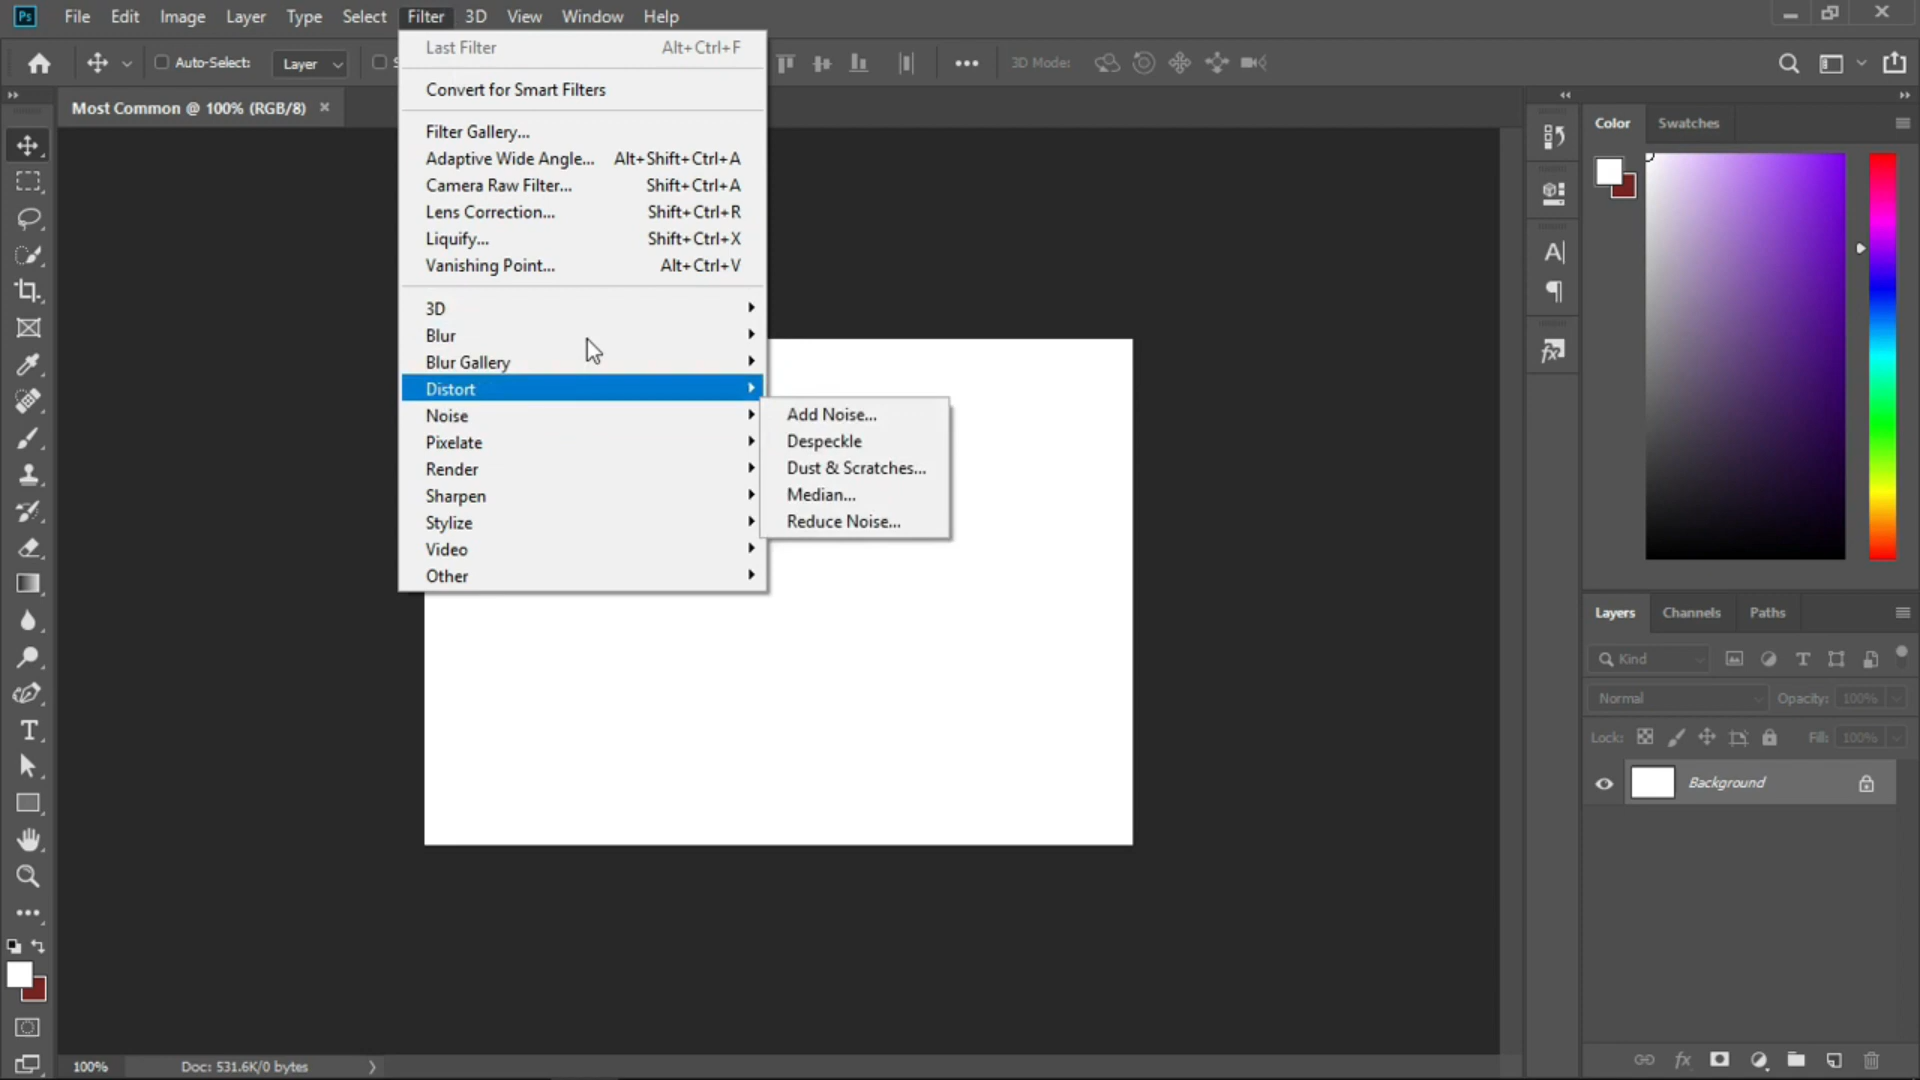 Ps File Edit Image Layer Type Select Filter 3D View Window Help
Auto-Select: Layer 3D Mode:
Most Common @ 100% (RGB/8) ×
Last Filter Alt+Ctrl+F
Convert for Smart Filters
Filter Gallery...
Adaptive Wide Angle... Alt+Shift+Ctrl+A
Camera Raw Filter... Shift+Ctrl+A
Lens Correction... Shift+Ctrl+R
Liquify... Shift+Ctrl+X
Vanishing Point... Alt+Ctrl+V
3D
Blur
Blur Gallery
Distort
Noise
Pixelate
Render
Sharpen
Stylize
Video
Other
Add Noise...
Despeckle
Dust & Scratches...
Median...
Reduce Noise...
Color Swatches
Layers Channels Paths
Kind
Normal Opacity: 100%
Lock: Fill: 100%
Background
100% Doc: 531.6K/0 bytes